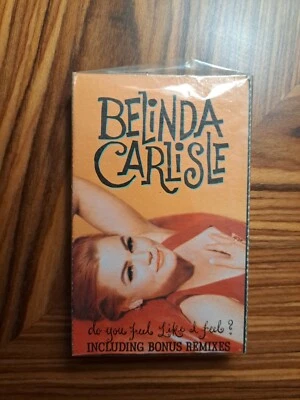 BELINDA
CARLISLE
do you feel like I feel?
INCLUDING BONUS REMIXES